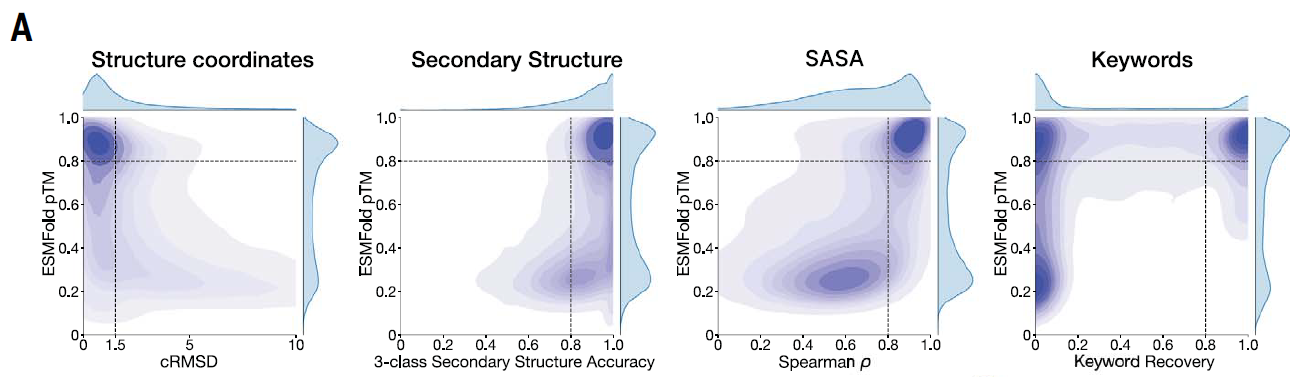 A
Structure coordinates
ESMFold pTM
1.0
0.8
0.6
0.4
0.2
0
0 1.5 5 10
cRMSD
Secondary Structure
ESMFold pTM
1.0
0.8
0.6
0.4
0.2
0
0 0.2 0.4 0.6 0.8 1.0
3-class Secondary Structure Accuracy
SASA
ESMFold pTM
1.0
0.8
0.6
0.4
0.2
0
0 0.2 0.4 0.6 0.8 1.0
Spearman ρ
Keywords
ESMFold pTM
1.0
0.8
0.6
0.4
0.2
0
0 0.2 0.4 0.6 0.8 1.0
Keyword Recovery